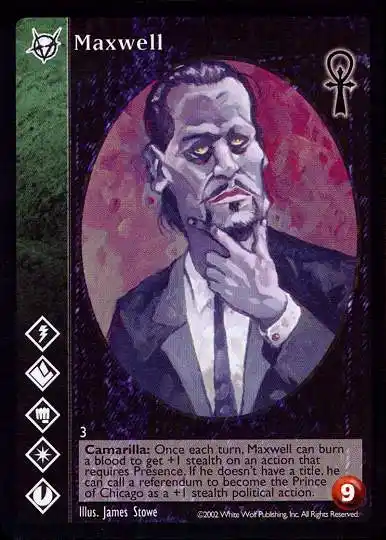 Maxwell
3
Camarilla: Once each turn, Maxwell can burn
a blood to get +1 stealth on an action that
requires Presence. If he doesn't have a title, he
can call a referendum to become the Prince
of Chicago as a +1 stealth political action.
9
Illus. James Stowe
©2002 White Wolf Publishing, Inc. All Rights Reserved.